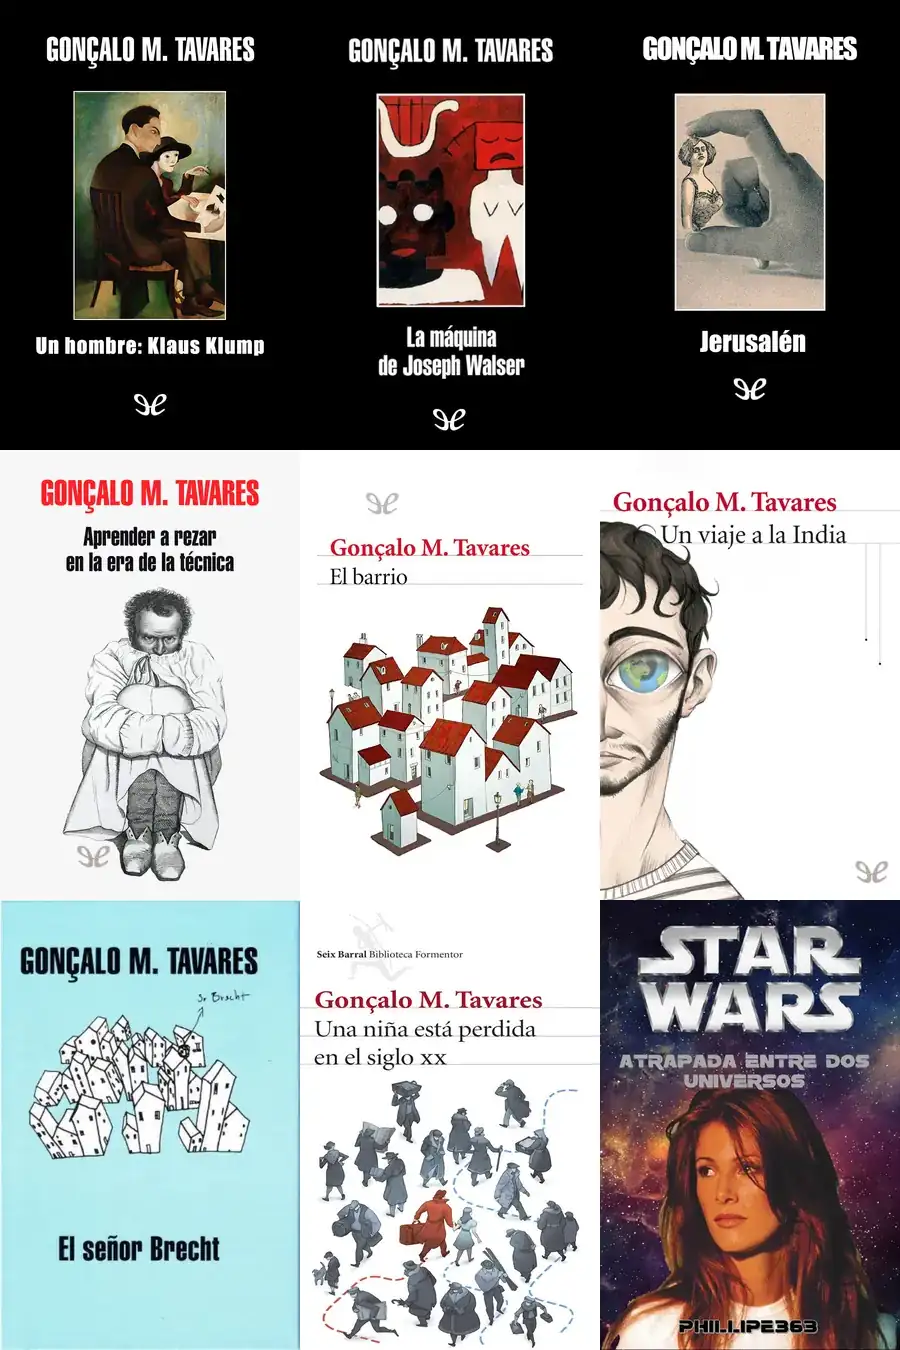 GONÇALO M. TAVARES
Un hombre: Klaus Klump
GONÇALO M. TAVARES
La máquina
de Joseph Walser
GONÇALO M. TAVARES
Jerusalén
GONÇALO M. TAVARES
Aprender a rezar
en la era de la técnica
Gonçalo M. Tavares
El barrio
Gonçalo M. Tavares
Un viaje a la India
GONÇALO M. TAVARES
Sr Brecht
El señor Brecht
Seix Barral Biblioteca Formentor
Gonçalo M. Tavares
Una niña está perdida
en el siglo xx
STAR
WARS
ATRAPADA ENTRE DOS
UNIVERSOS
PHILLIPE363